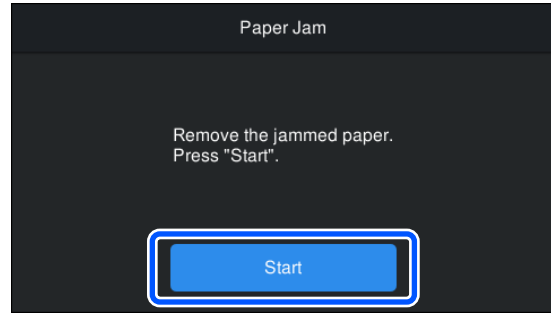 Paper Jam
Remove the jammed paper.
Press "Start".
Start